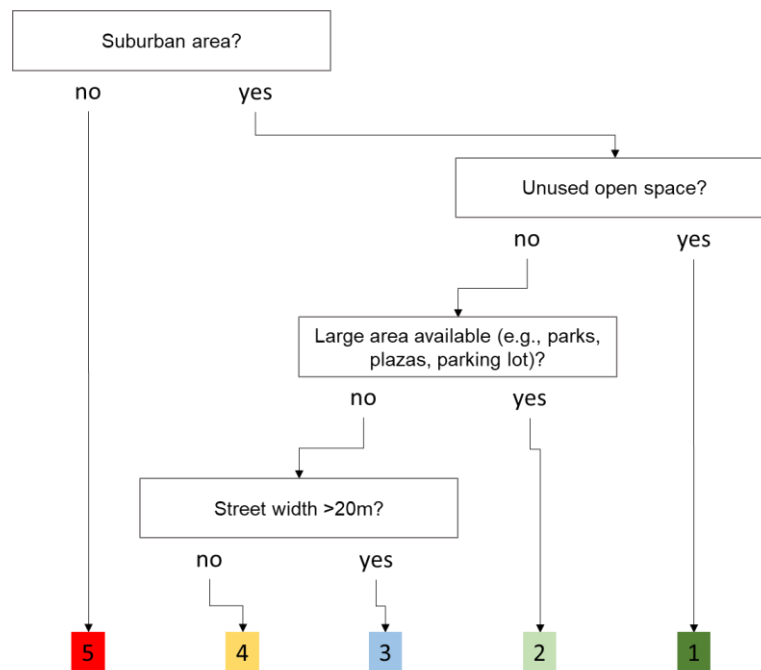 Suburban area?
no
yes
Unused open space?
no
yes
Large area available (e.g., parks,
plazas, parking lot)?
no
yes
Street width >20m?
no
yes
5
4
3
2
1